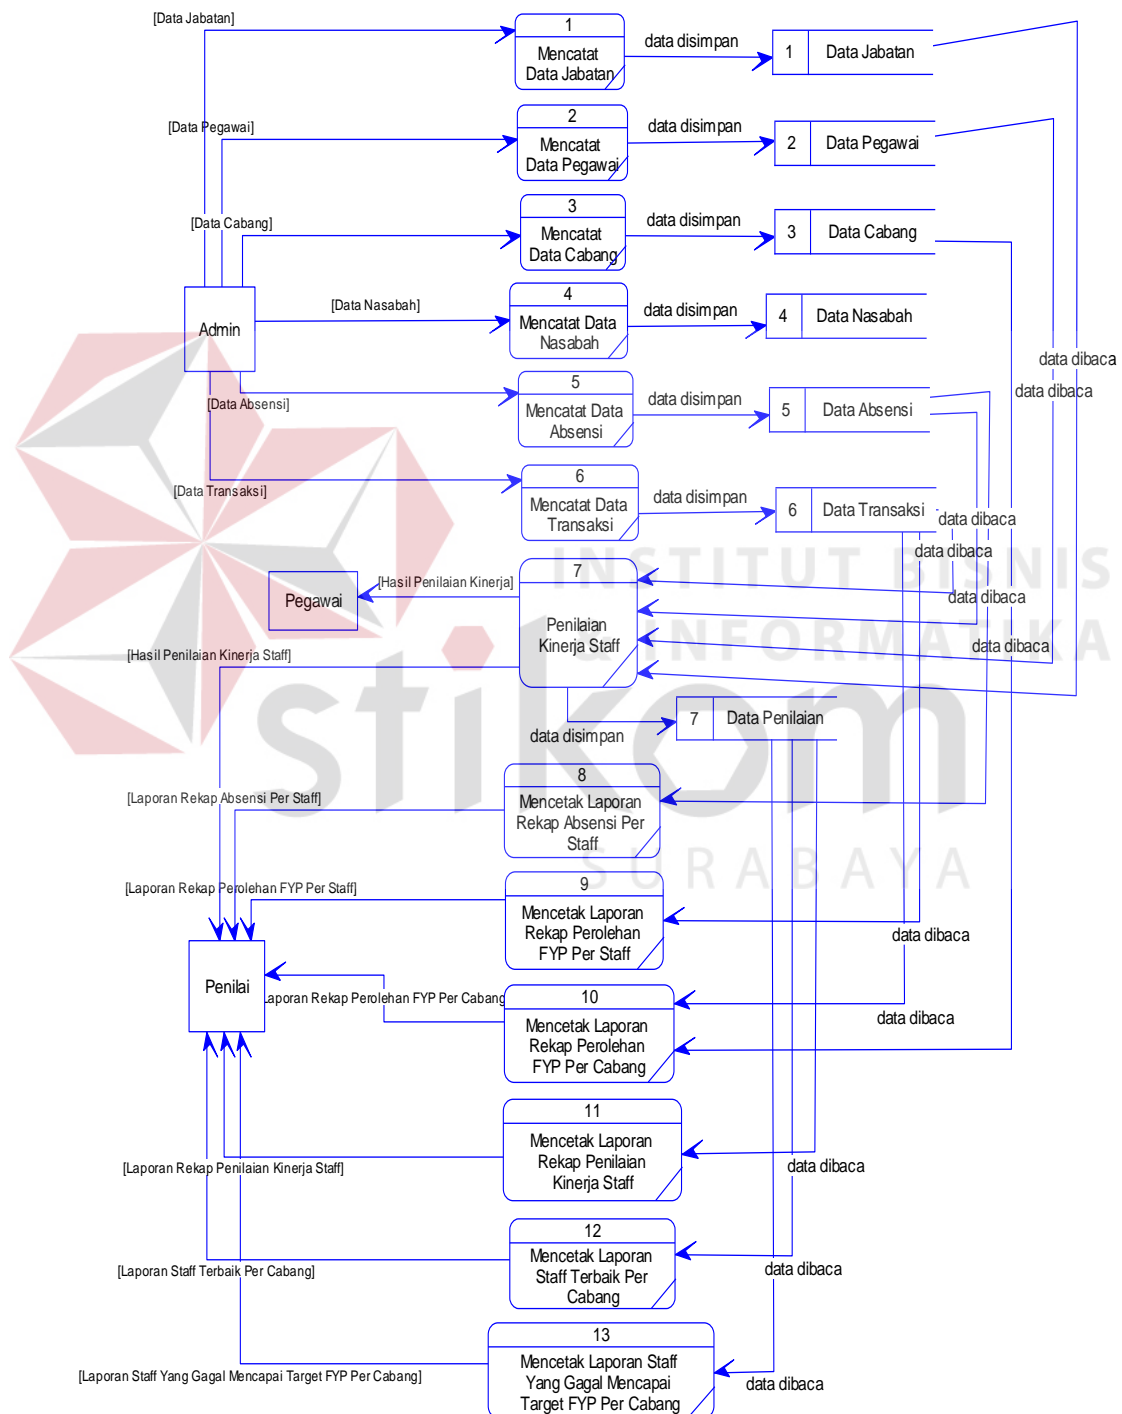 [Data Jabatan]
1
Mencatat
Data Jabatan
data disimpan
1
Data Jabatan
[Data Pegawai]
2
Mencatat
Data Pegawai
data disimpan
2
Data Pegawai
[Data Cabang]
3
Mencatat
Data Cabang
data disimpan
3
Data Cabang
Admin
[Data Nasabah]
4
Mencatat Data
Nasabah
data disimpan
4
Data Nasabah
data dibaca
data dibaca
[Data Absensi]
5
Mencatat Data
Absensi
data disimpan
5
Data Absensi
[Data Transaksi]
6
Mencatat Data
Transaksi
data disimpan
6
Data Transaksi
data dibaca
data dibaca
INSTITUT BISNIS
& INFORMATIKA
stikom
SURABAYA
Pegawai
[Hasil Penilaian Kinerja]
7
Penilaian
Kinerja Staff
data dibaca
data dibaca
[Hasil Penilaian Kinerja Staff]
data disimpan
7
Data Penilaian
[Laporan Rekap Absensi Per Staff]
8
Mencetak Laporan
Rekap Absensi Per
Staff
[Laporan Rekap Perolehan FYP Per Staff]
9
Mencetak Laporan
Rekap Perolehan
FYP Per Staff
data dibaca
Penilai
Laporan Rekap Perolehan FYP Per Cabang
10
Mencetak Laporan
Rekap Perolehan
FYP Per Cabang
data dibaca
[Laporan Rekap Penilaian Kinerja Staff]
11
Mencetak Laporan
Rekap Penilaian
Kinerja Staff
data dibaca
[Laporan Staff Terbaik Per Cabang]
12
Mencetak Laporan
Staff Terbaik Per
Cabang
data dibaca
[Laporan Staff Yang Gagal Mencapai Target FYP Per Cabang]
13
Mencetak Laporan Staff
Yang Gagal Mencapai
Target FYP Per Cabang
data dibaca